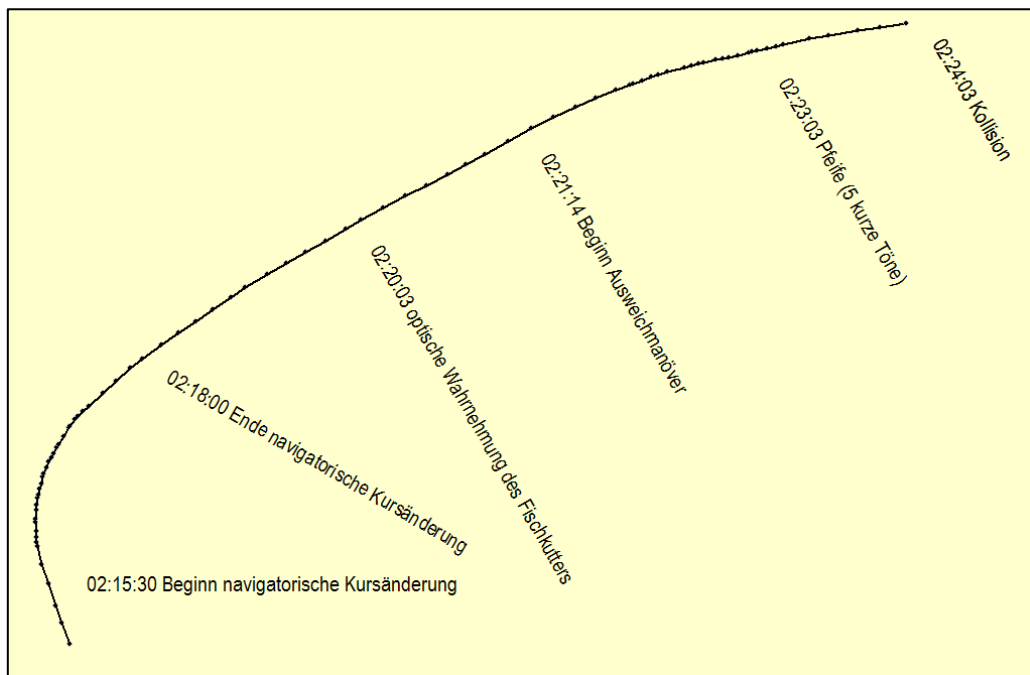 02:24:03 Kollision
02:23:03 Pfeife (5 kurze Töne)
02:21:14 Beginn Ausweichmanöver
02:20:03 optische Wahrnehmung des Fischkutters
02:18:00 Ende navigatorische Kursänderung
02:15:30 Beginn navigatorische Kursänderung